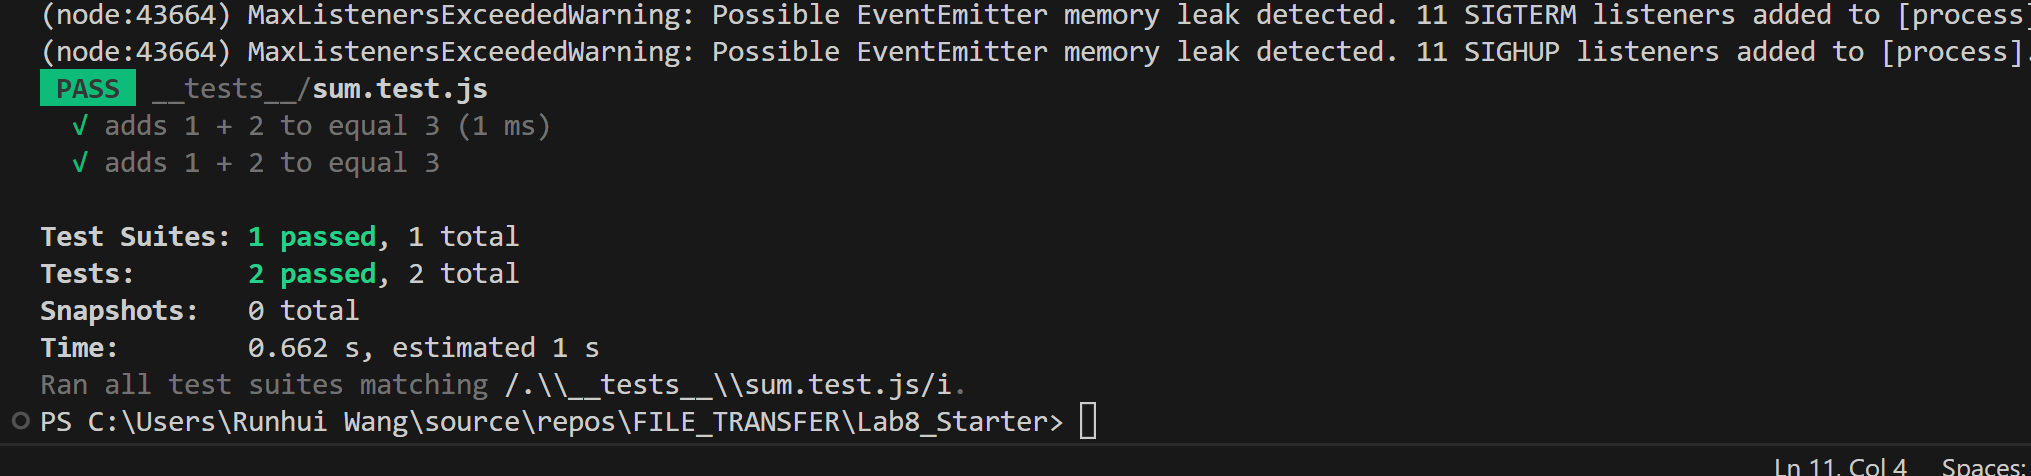 (node:43664) MaxListenersExceededWarning: Possible EventEmitter memory leak detected. 11 SIGTERM listeners added to [process]
(node:43664) MaxListenersExceededWarning: Possible EventEmitter memory leak detected. 11 SIGHUP listeners added to [process].
PASS __tests__/sum.test.js
√ adds 1 + 2 to equal 3 (1 ms)
√ adds 1 + 2 to equal 3
Test Suites: 1 passed, 1 total
Tests: 2 passed, 2 total
Snapshots: 0 total
Time: 0.662 s, estimated 1 s
Ran all test suites matching /.\\__tests__\\sum.test.js/i.
PS C:\Users\Runhui Wang\source\repos\FILE_TRANSFER\Lab8_Starter>
Ln 11, Col 4 Spaces: